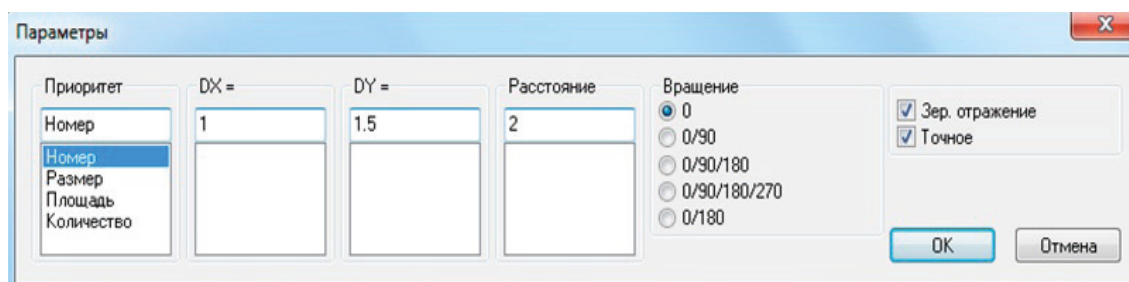 Параметры
X
Приоритет
Номер
Номер
Размер
Площадь
Количество
DX =
1
DY =
1.5
Расстояние
2
Вращение
0
0/90
0/90/180
0/90/180/270
0/180
Зер. отражение
Точное
OK
Отмена